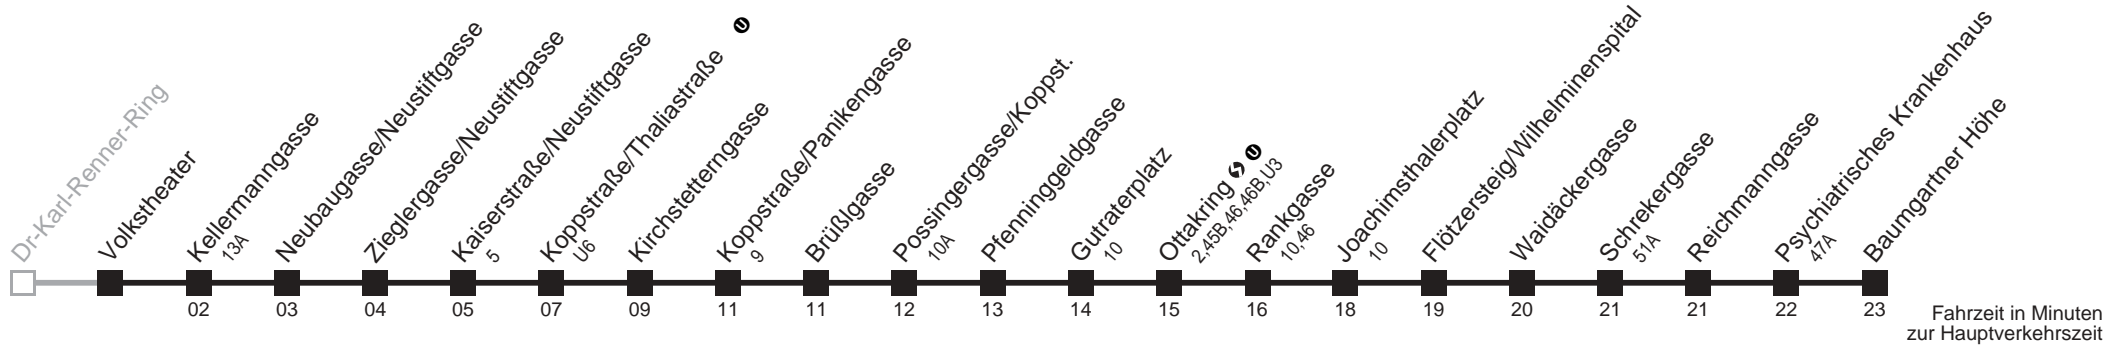 Dr-Karl-Renner-Ring
Volkstheater
Kellermanngasse
13A
Neubaugasse/Neustiftgasse
Zieglergasse/Neustiftgasse
Kaiserstraße/Neustiftgasse
5
Koppstraße/Thaliastraße U
U6
Kirchstetterngasse
Koppstraße/Panikengasse
9
Brüßlgasse
Possingergasse/Koppst.
10A
Pfenninggeldgasse
Gutraterplatz
10
Ottakring S U
2,45B,46,46B,U3
Rankgasse
10,46
Joachimsthalerplatz
10
Flötzersteig/Wilhelminenspital
Waidäckergasse
Schrekergasse
51A
Reichmanngasse
Psychiatrisches Krankenhaus
47A
Baumgartner Höhe
02 03 04 05 07 09 11 11 12 13 14 15 16 18 19 20 21 21 22 23
Fahrzeit in Minuten
zur Hauptverkehrszeit